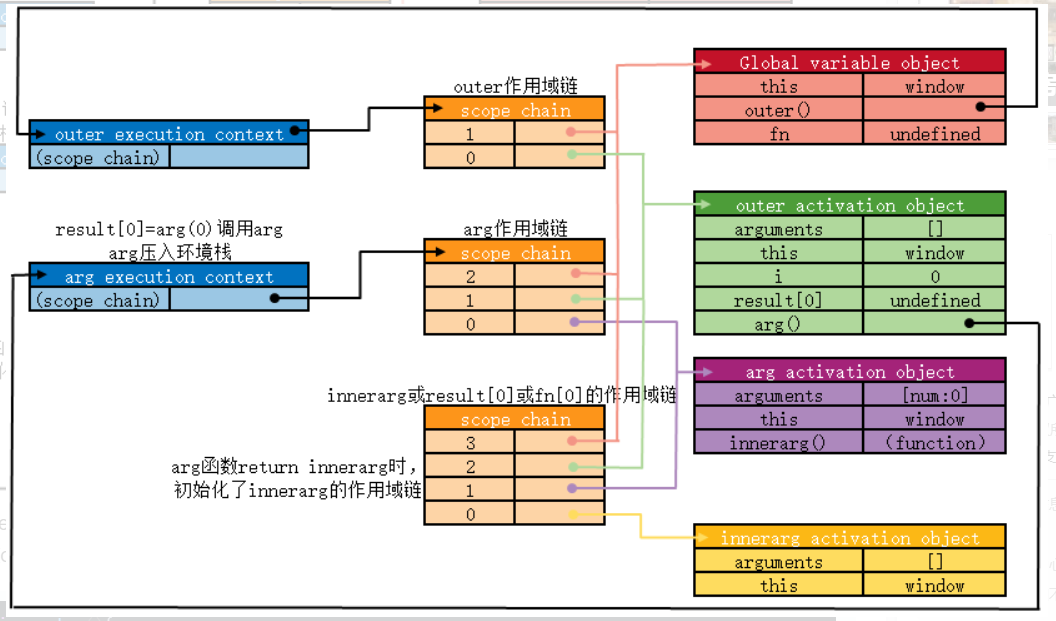 outer作用域链
scope chain
1
0
outer execution context
(scope chain)
Global variable object
this window
outer()
fn undefined
result[0]=arg(0)调用arg
arg压入环境栈
arg execution context
(scope chain)
arg作用域链
scope chain
2
1
0
outer activation object
arguments []
this window
i 0
result[0] undefined
arg()
arg activation object
arguments [num:0]
this window
innerarg() (function)
innerarg或result[0]或fn[0]的作用域链
scope chain
3
2
1
0
arg函数return innerarg时，
初始化了innerarg的作用域链
innerarg activation object
arguments []
this window